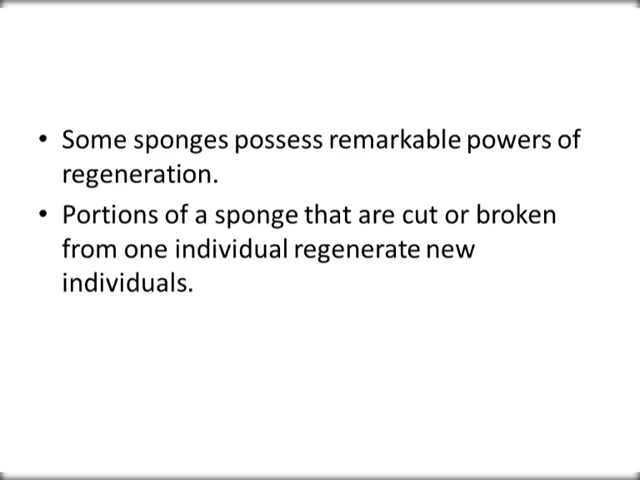 • Some sponges possess remarkable powers of
regeneration.
• Portions of a sponge that are cut or broken
from one individual regenerate new
individuals.